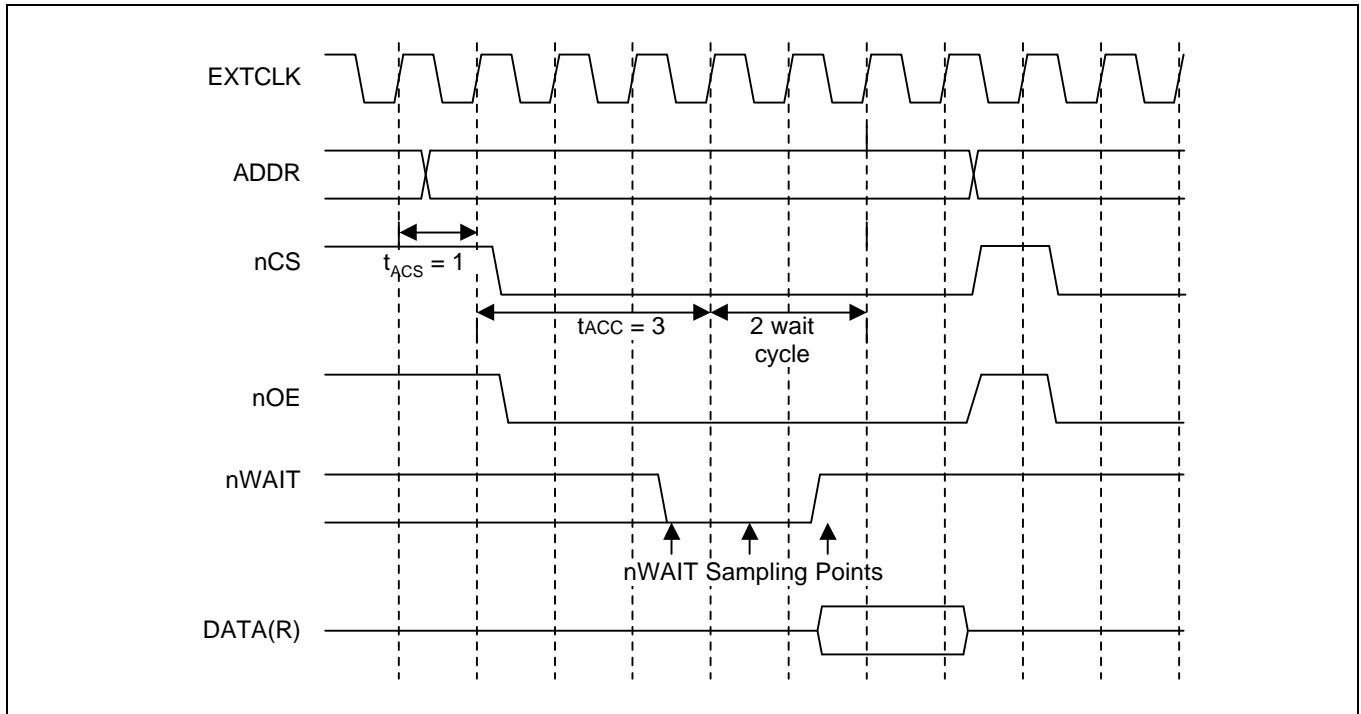 EXTCLK
ADDR
nCS
tACS = 1
tACC = 3
2 wait
cycle
nOE
nWAIT
nWAIT Sampling Points
DATA(R)